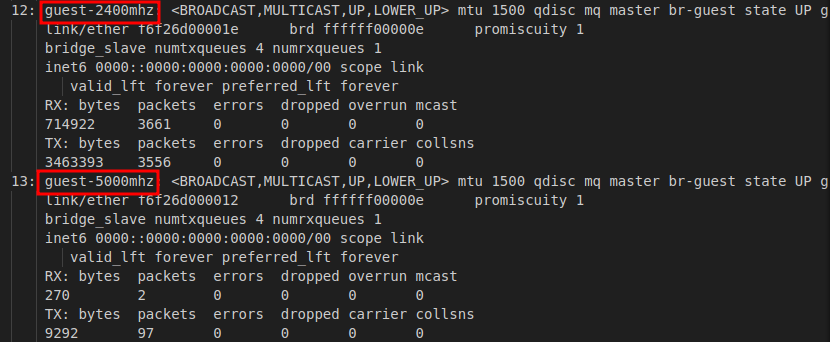 12: guest-2400mhz: <BROADCAST,MULTICAST,UP,LOWER_UP> mtu 1500 qdisc mq master br-guest state UP g
link/ether f6f26d00001e brd ffffff00000e promiscuity 1
bridge_slave numtxqueues 4 numrxqueues 1
inet6 0000::0000:0000:0000:0000/00 scope link
valid_lft forever preferred_lft forever
RX: bytes packets errors dropped overrun mcast
714922 3661 0 0 0 0
TX: bytes packets errors dropped carrier collsns
3463393 3556 0 0 0 0
13: guest-5000mhz: <BROADCAST,MULTICAST,UP,LOWER_UP> mtu 1500 qdisc mq master br-guest state UP g
link/ether f6f26d000012 brd ffffff00000e promiscuity 1
bridge_slave numtxqueues 4 numrxqueues 1
inet6 0000::0000:0000:0000:0000/00 scope link
valid_lft forever preferred_lft forever
RX: bytes packets errors dropped overrun mcast
270 2 0 0 0 0
TX: bytes packets errors dropped carrier collsns
9292 97 0 0 0 0